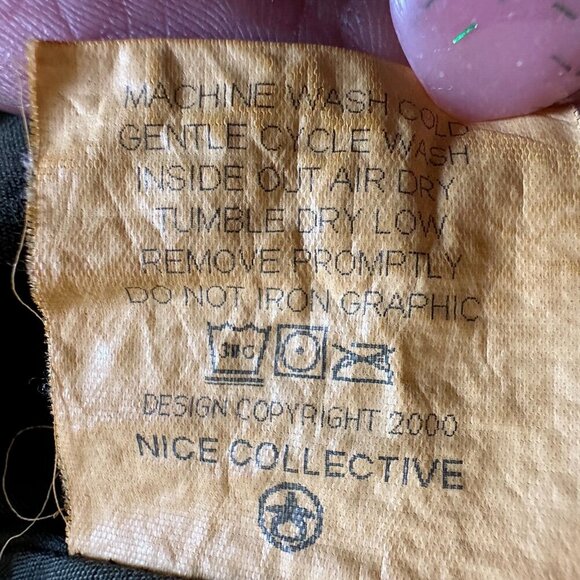 MACHINE WASH COLD
GENTLE CYCLE WASH
INSIDE OUT AIR DRY
TUMBLE DRY LOW
REMOVE PROMPTLY
DO NOT IRON GRAPHIC
30°C
DESIGN COPYRIGHT 2000
NICE COLLECTIVE